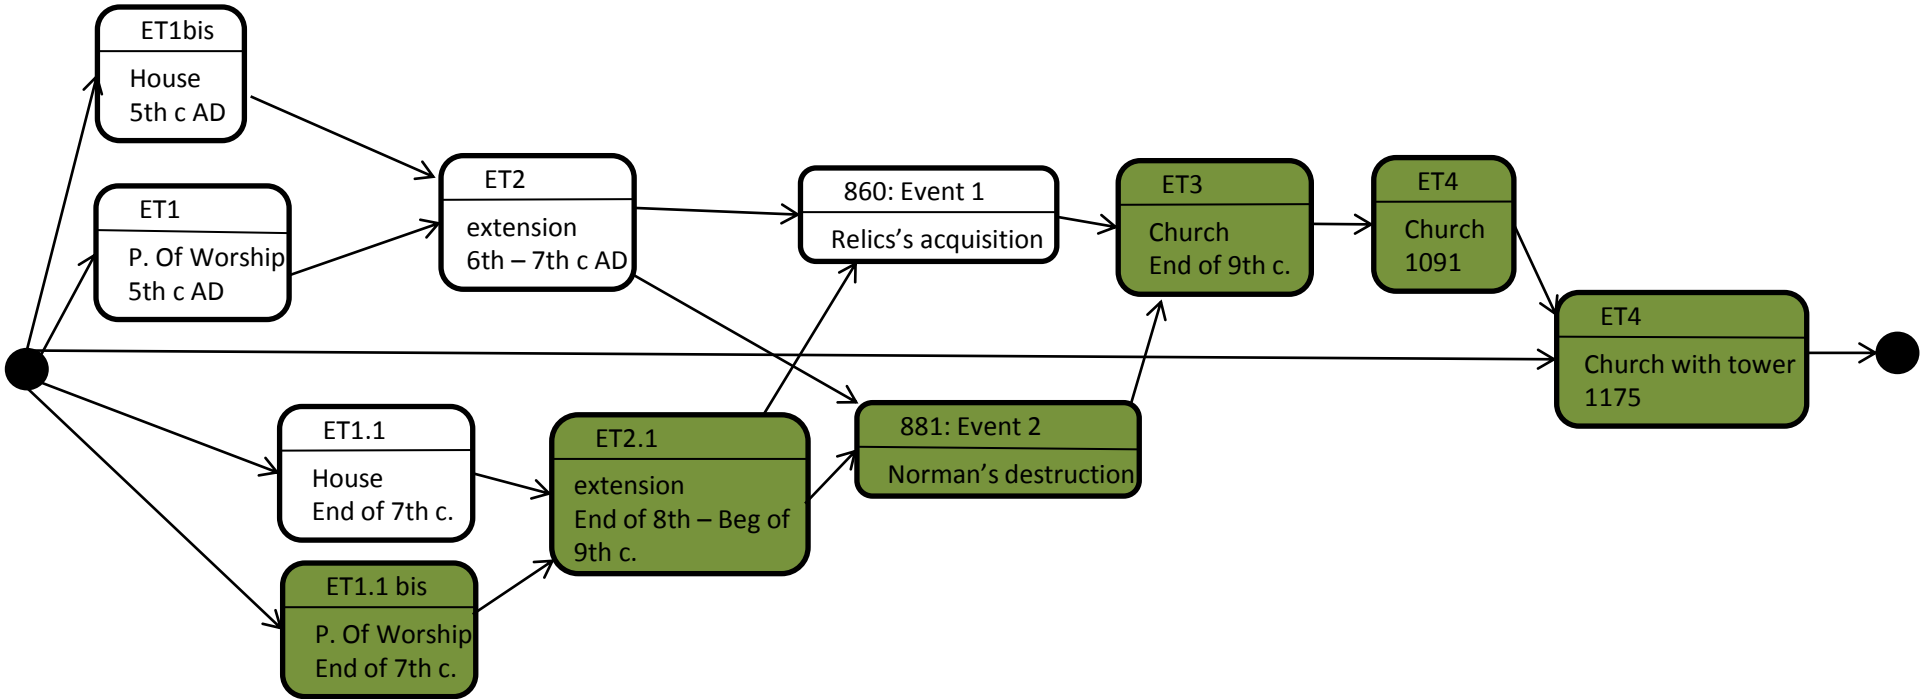 ET1bis
House
5th c AD
ET1
P. Of Worship
5th c AD
ET2
extension
6th – 7th c AD
860: Event 1
Relics’s acquisition
ET3
Church
End of 9th c.
ET4
Church
1091
ET4
Church with tower
1175
ET1.1
House
End of 7th c.
ET2.1
extension
End of 8th – Beg of
9th c.
881: Event 2
Norman’s destruction
ET1.1 bis
P. Of Worship
End of 7th c.